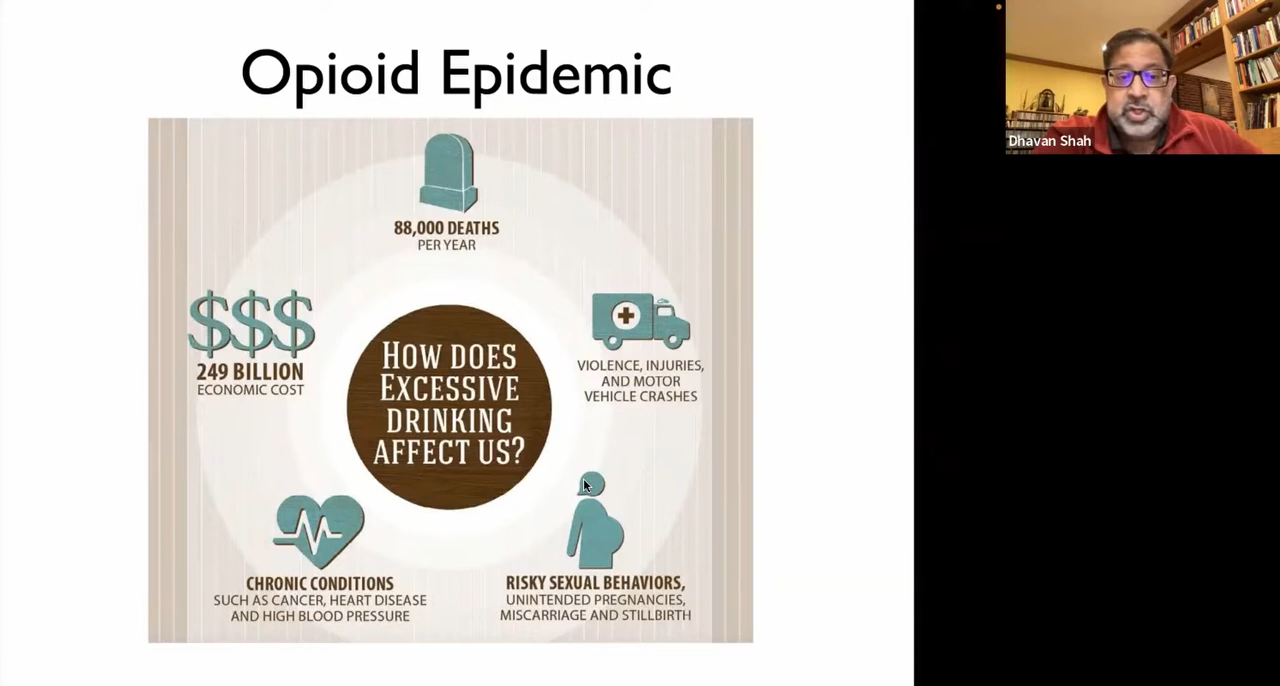 Opioid Epidemic
88,000 DEATHS
PER YEAR
$$$
249 BILLION
ECONOMIC COST
HOW DOES
EXCESSIVE
DRINKING
AFFECT US?
VIOLENCE, INJURIES,
AND MOTOR
VEHICLE CRASHES
CHRONIC CONDITIONS
SUCH AS CANCER, HEART DISEASE
AND HIGH BLOOD PRESSURE
RISKY SEXUAL BEHAVIORS,
UNINTENDED PREGNANCIES,
MISCARRIAGE AND STILLBIRTH
Dhavan Shah